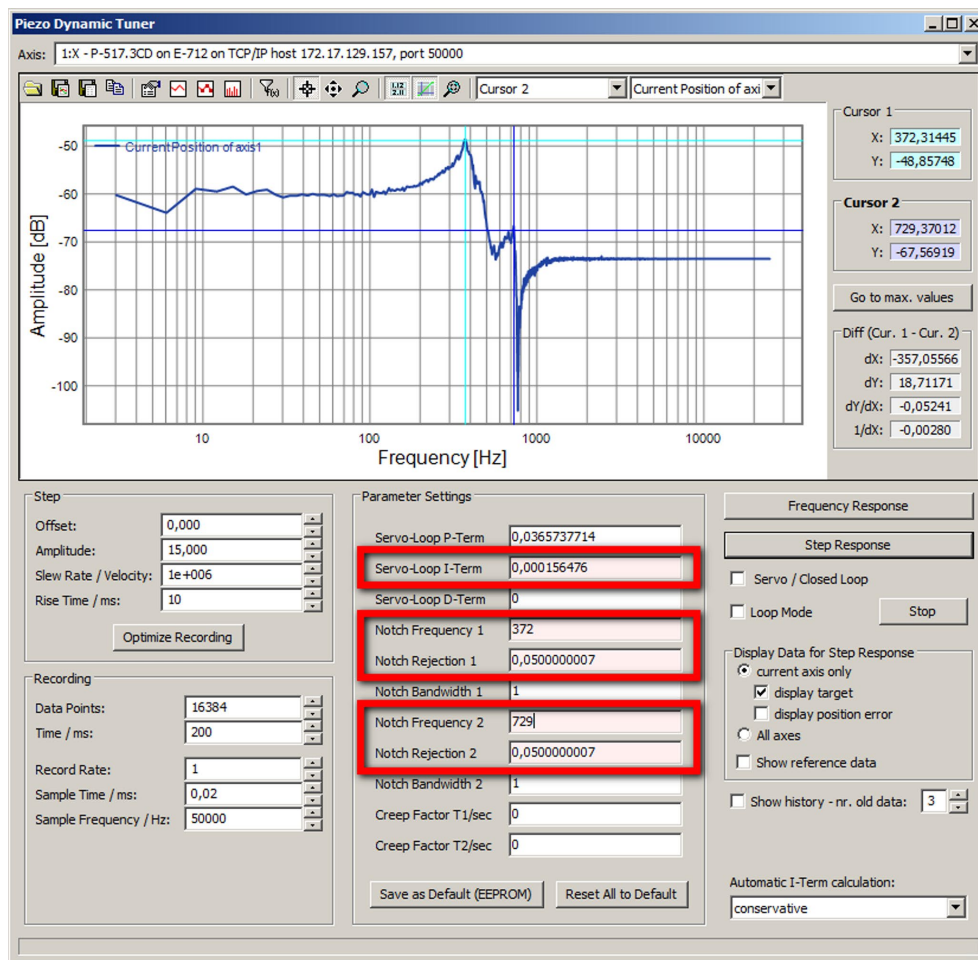 Piezo Dynamic Tuner
Axis: 1:X - P-517.3CD on E-712 on TCP/IP host 172.17.129.157, port 50000
Cursor 2
Current Position of axi
Current Position of axis1
Amplitude [dB]
-50
-60
-70
-80
-90
-100
10
100
1000
10000
Frequency [Hz]
Cursor 1
X: 372,31445
Y: -48,85748
Cursor 2
X: 729,37012
Y: -67,56919
Go to max. values
Diff (Cur. 1 - Cur. 2)
dX: -357,05566
dY: 18,71171
dY/dX: -0,05241
1/dX: -0,00280
Step
Offset: 0,000
Amplitude: 15,000
Slew Rate / Velocity: 1e+006
Rise Time / ms: 10
Optimize Recording
Recording
Data Points: 16384
Time / ms: 200
Record Rate: 1
Sample Time / ms: 0,02
Sample Frequency / Hz: 50000
Parameter Settings
Servo-Loop P-Term 0,0365737714
Servo-Loop I-Term 0,000156476
Servo-Loop D-Term 0
Notch Frequency 1 372
Notch Rejection 1 0,0500000007
Notch Bandwidth 1 1
Notch Frequency 2 729
Notch Rejection 2 0,0500000007
Notch Bandwidth 2 1
Creep Factor T1/sec 0
Creep Factor T2/sec 0
Save as Default (EEPROM)
Reset All to Default
Frequency Response
Step Response
Servo / Closed Loop
Loop Mode
Stop
Display Data for Step Response
current axis only
display target
display position error
All axes
Show reference data
Show history - nr. old data: 3
Automatic I-Term calculation:
conservative